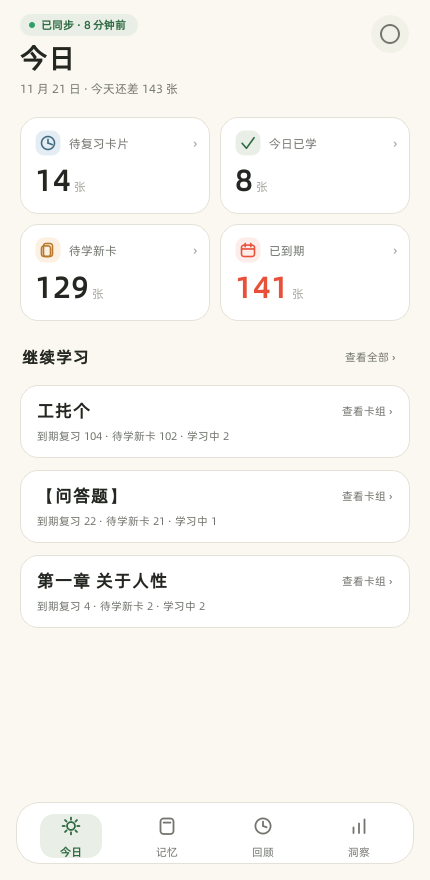 已同步 · 8 分钟前
今日
11 月 21 日 · 今天还差 143 张
待复习卡片 ›
14 张
今日已学 ›
8 张
待学新卡 ›
129 张
已到期 ›
141 张
继续学习 查看全部 ›
工扥个 查看卡组 ›
到期复习 104 · 待学新卡 102 · 学习中 2
【问答题】 查看卡组 ›
到期复习 22 · 待学新卡 21 · 学习中 1
第一章 关于人性 查看卡组 ›
到期复习 4 · 待学新卡 2 · 学习中 2
今日 记忆 回顾 洞察